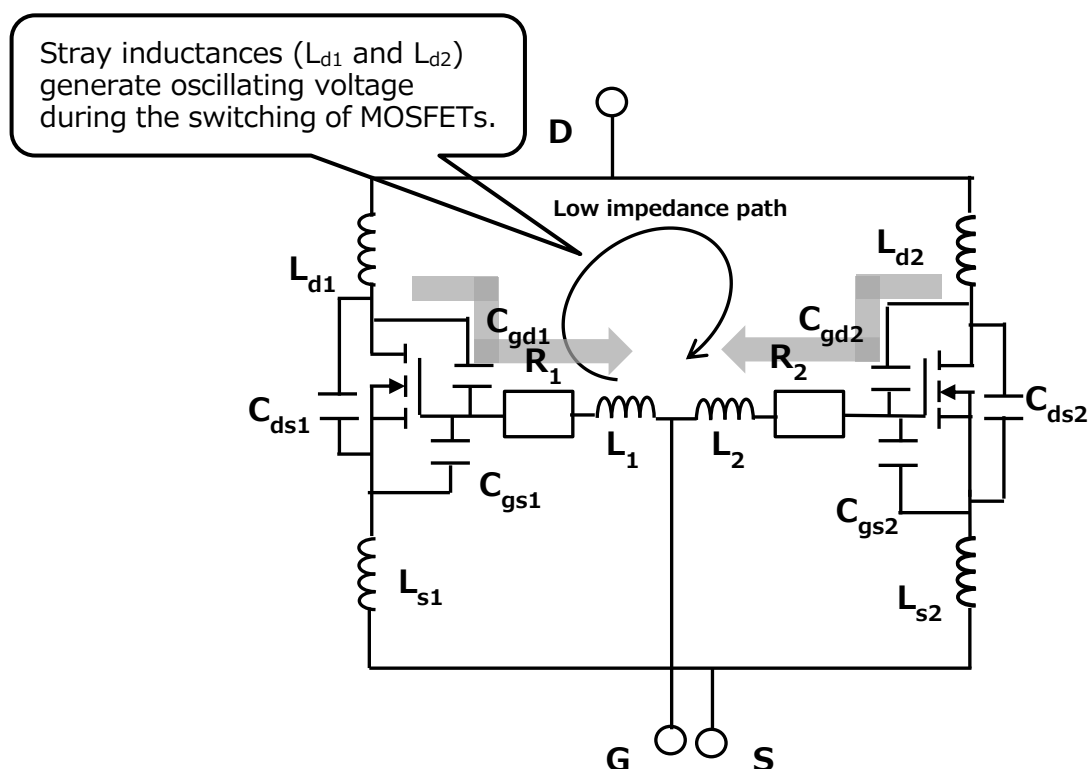 Stray inductances (Ld1 and Ld2)
generate oscillating voltage
during the switching of MOSFETs.
D
Low impedance path
Ld1
Ld2
Cgd1
Cgd2
R1
R2
Cds1
Cds2
L1
L2
Cgs1
Cgs2
Ls1
Ls2
G
S